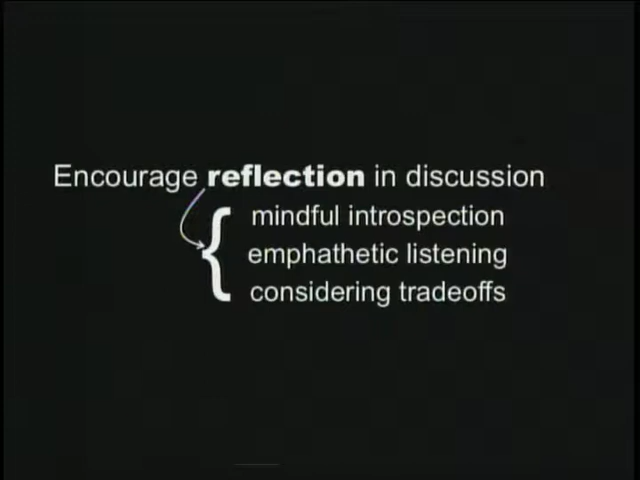 Encourage reflection in discussion
mindful introspection
emphathetic listening
considering tradeoffs